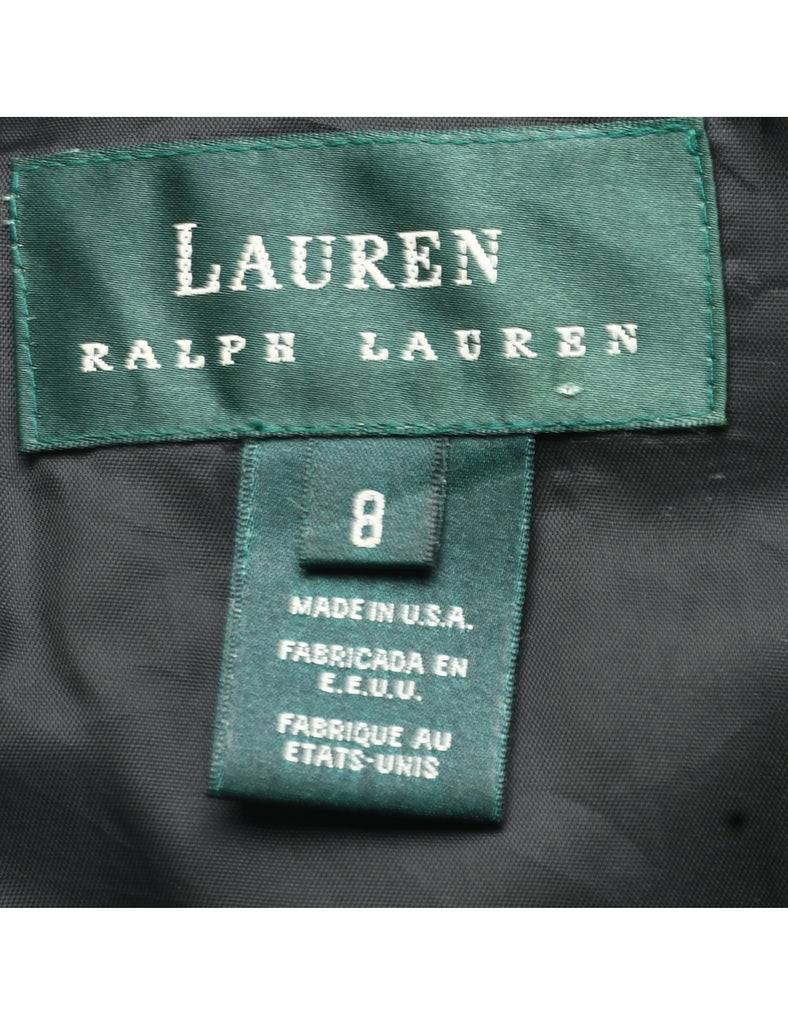 LAUREN
RALPH LAUREN
8
MADE IN U.S.A.
FABRICADA EN
E.E.U.U.
FABRIQUE AU
ETATS-UNIS